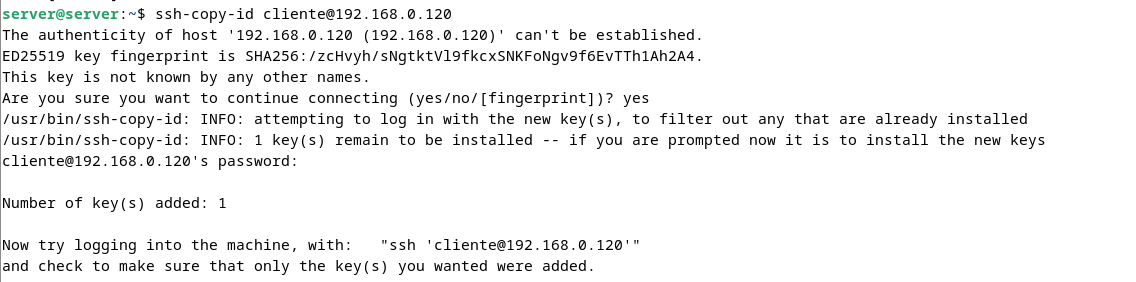 server@server:~$ ssh-copy-id cliente@192.168.0.120
The authenticity of host '192.168.0.120 (192.168.0.120)' can't be established.
ED25519 key fingerprint is SHA256:/zcHvyh/sNgtktVl9fkcxSNKFoNgv9f6EvTTh1Ah2A4.
This key is not known by any other names.
Are you sure you want to continue connecting (yes/no/[fingerprint])? yes
/usr/bin/ssh-copy-id: INFO: attempting to log in with the new key(s), to filter out any that are already installed
/usr/bin/ssh-copy-id: INFO: 1 key(s) remain to be installed -- if you are prompted now it is to install the new keys
cliente@192.168.0.120's password:
Number of key(s) added: 1
Now try logging into the machine, with:   "ssh 'cliente@192.168.0.120'"
and check to make sure that only the key(s) you wanted were added.